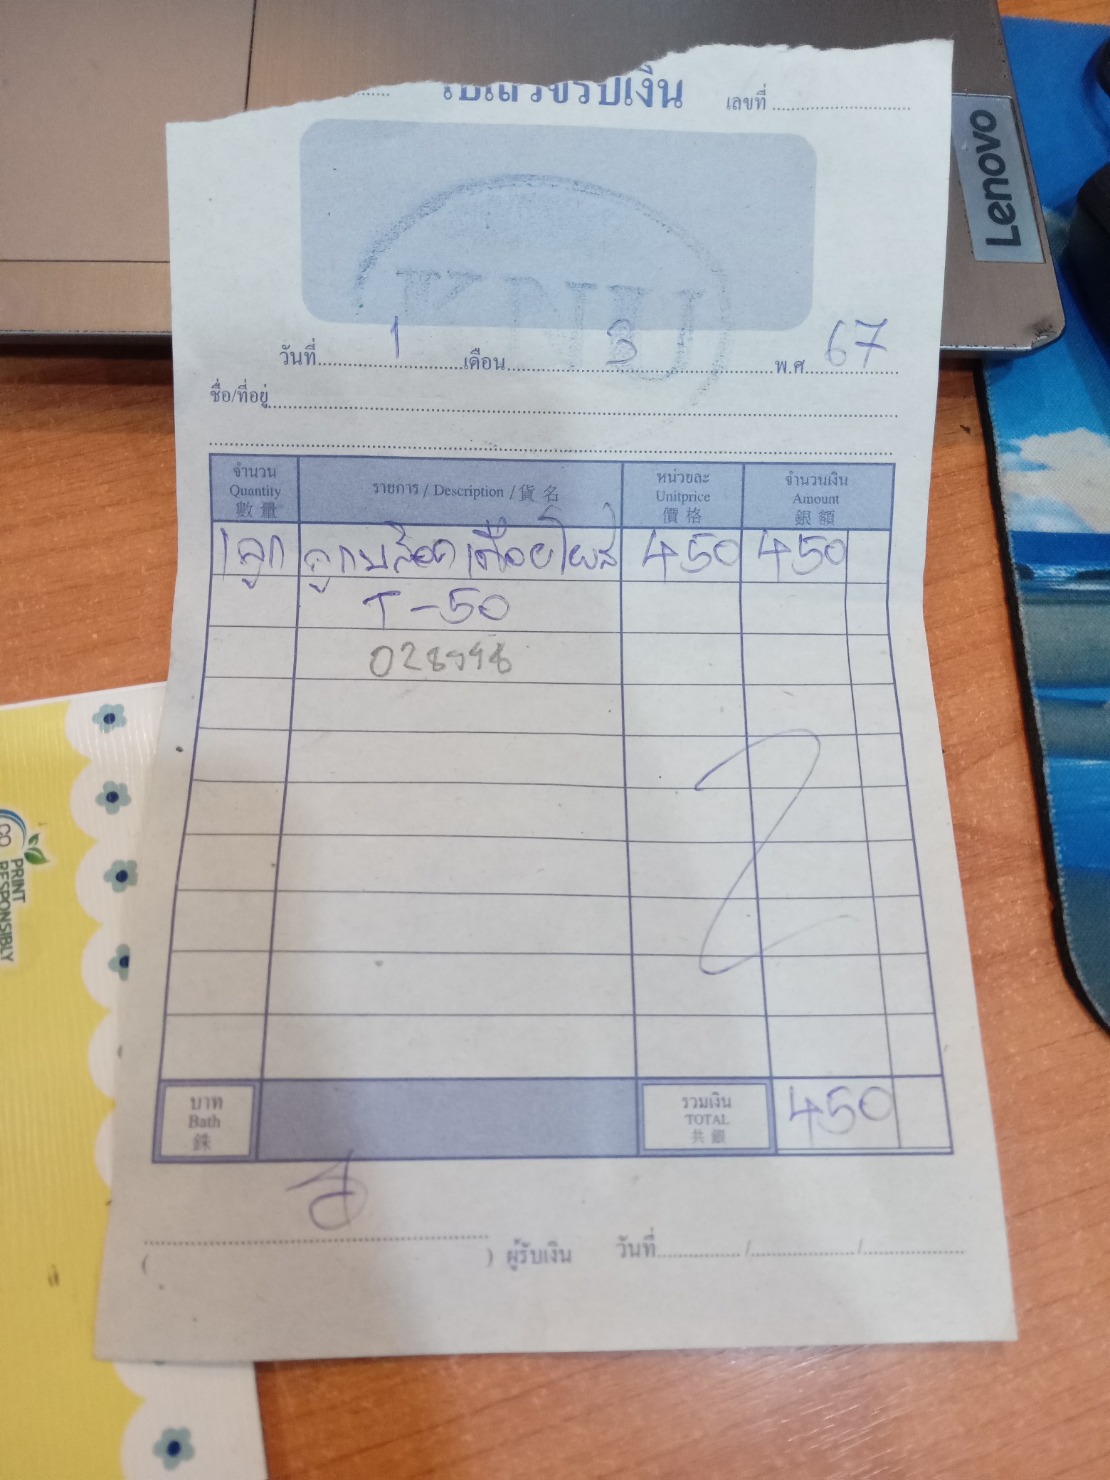 ใบเสร็จรับเงิน เลขที่
KNU
วันที่ 1 เดือน 3 พ.ศ 67
ชื่อ/ที่อยู่
จำนวน Quantity 數量 รายการ / Description / 貨名 หน่วยละ Unitprice 價格 จำนวนเงิน Amount 銀額
1 ลูก ลูกบล็อคเดือยโผล่ 450 450
T-50
บาท Bath 銖 รวมเงิน TOTAL 共銀 450
( ) ผู้รับเงิน วันที่ / /
Lenovo
PRINT
RESPONSIBLY